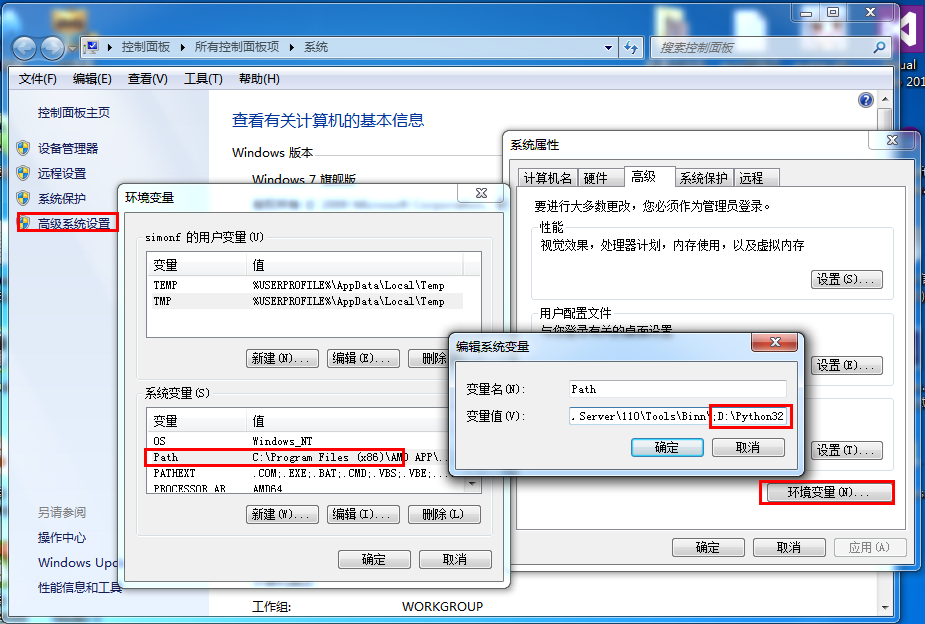 控制面板 ▸ 所有控制面板项 ▸ 系统
搜索控制面板
文件(F) 编辑(E) 查看(V) 工具(T) 帮助(H)
控制面板主页
设备管理器
远程设置
系统保护
高级系统设置
另请参阅
操作中心
Windows
性能信息和工具
查看有关计算机的基本信息
Windows 版本
Windows 7 旗舰版
工作组: WORKGROUP
环境变量
simonf 的用户变量(U)
变量 值
TEMP %USERPROFILE%\AppData\Local\Temp
TMP %USERPROFILE%\AppData\Local\Temp
新建(N)... 编辑(E)... 删除
系统变量(S)
变量 值
OS Windows_NT
Path C:\Program Files (x86)\AMD APP\..
PATHEXT .COM;.EXE;.BAT;.CMD;.VBS;.VBE;...
PROCESSOR_AR AMD64
新建(W)... 编辑(I)... 删除(L)
确定 取消
系统属性
计算机名 硬件 高级 系统保护 远程
要进行大多数更改，您必须作为管理员登录。
性能
视觉效果，处理器计划，内存使用，以及虚拟内存
设置(S)...
用户配置文件
与您登录有关的桌面设置
设置(E)...
设置(T)...
环境变量(N)...
确定 取消 应用(A)
编辑系统变量
变量名(N): Path
变量值(V): . Server\110\Tools\Binn\;D:\Python32
确定 取消
ual
201